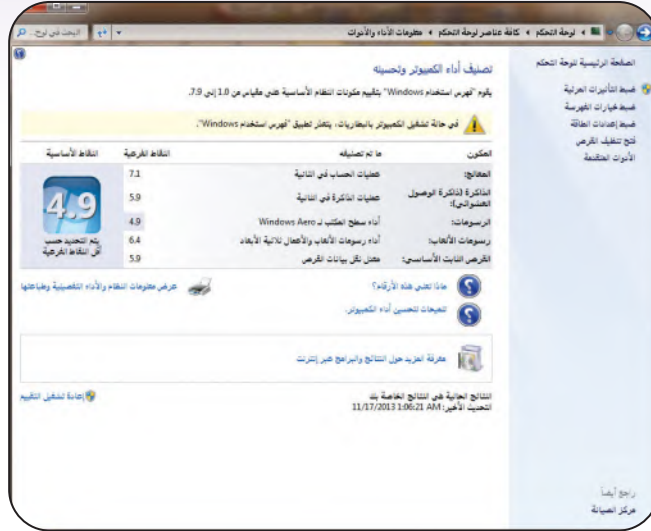 لوحة التحكم ◂ كافة عناصر لوحة التحكم ◂ معلومات الأداء والأدوات
البحث في لوح...
الصفحة الرئيسية للوحة التحكم
ضبط التأثيرات المرئية
ضبط خيارات الفهرسة
ضبط إعدادات الطاقة
فتح تنظيف القرص
الأدوات المتقدمة
تصنيف أداء الكمبيوتر وتحسينه
يقوم "فهرس استخدام Windows" بتقييم مكونات النظام الأساسية على مقياس من 1.0 إلى 7.9.
في حالة تشغيل الكمبيوتر بالبطاريات، يتعذر تطبيق "فهرس استخدام Windows".
المكون ما تم تصنيفه النقاط الفرعية النقاط الأساسية
المعالج: عمليات الحساب في الثانية 7.1
الذاكرة (ذاكرة الوصول العشوائي): عمليات الذاكرة في الثانية 5.9
الرسومات: أداء سطح المكتب لـ Windows Aero 4.9
رسومات الألعاب: أداء رسومات الألعاب والأعمال ثلاثية الأبعاد 6.4
القرص الثابت الأساسي: معدل نقل بيانات القرص 5.9
4.9
يتم التحديد حسب
أقل النقاط الفرعية
ماذا تعني هذه الأرقام؟
عرض معلومات النظام والأداء التفصيلية وطباعتها
تلميحات لتحسين أداء الكمبيوتر.
معرفة المزيد حول النتائج والبرامج عبر إنترنت
النتائج الحالية هي النتائج الخاصة بك
التحديث الأخير: 11/17/2013 1:06:21 AM
إعادة تشغيل التقييم
راجع أيضاً
مركز الصيانة